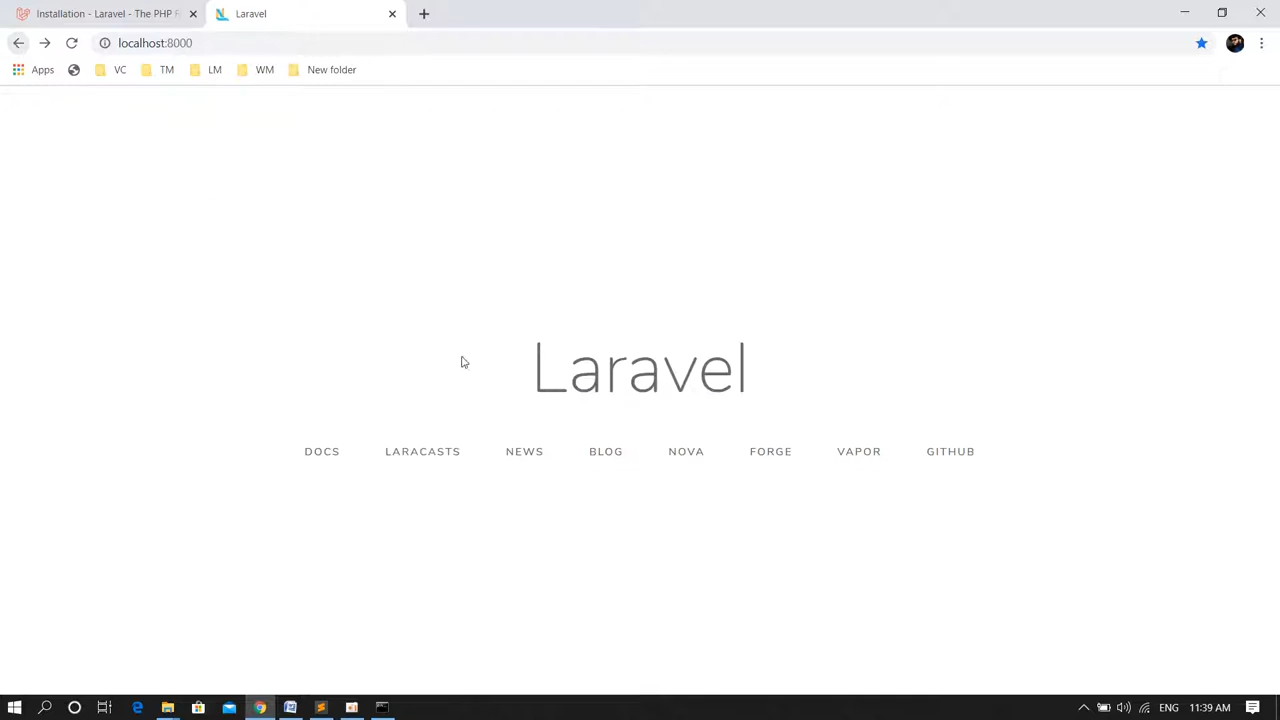 Installation - Laravel - The PHP F
Laravel
localhost:8000
Apps
VC
TM
LM
WM
New folder
Laravel
DOCS
LARACASTS
NEWS
BLOG
NOVA
FORGE
VAPOR
GITHUB
ENG
11:39 AM